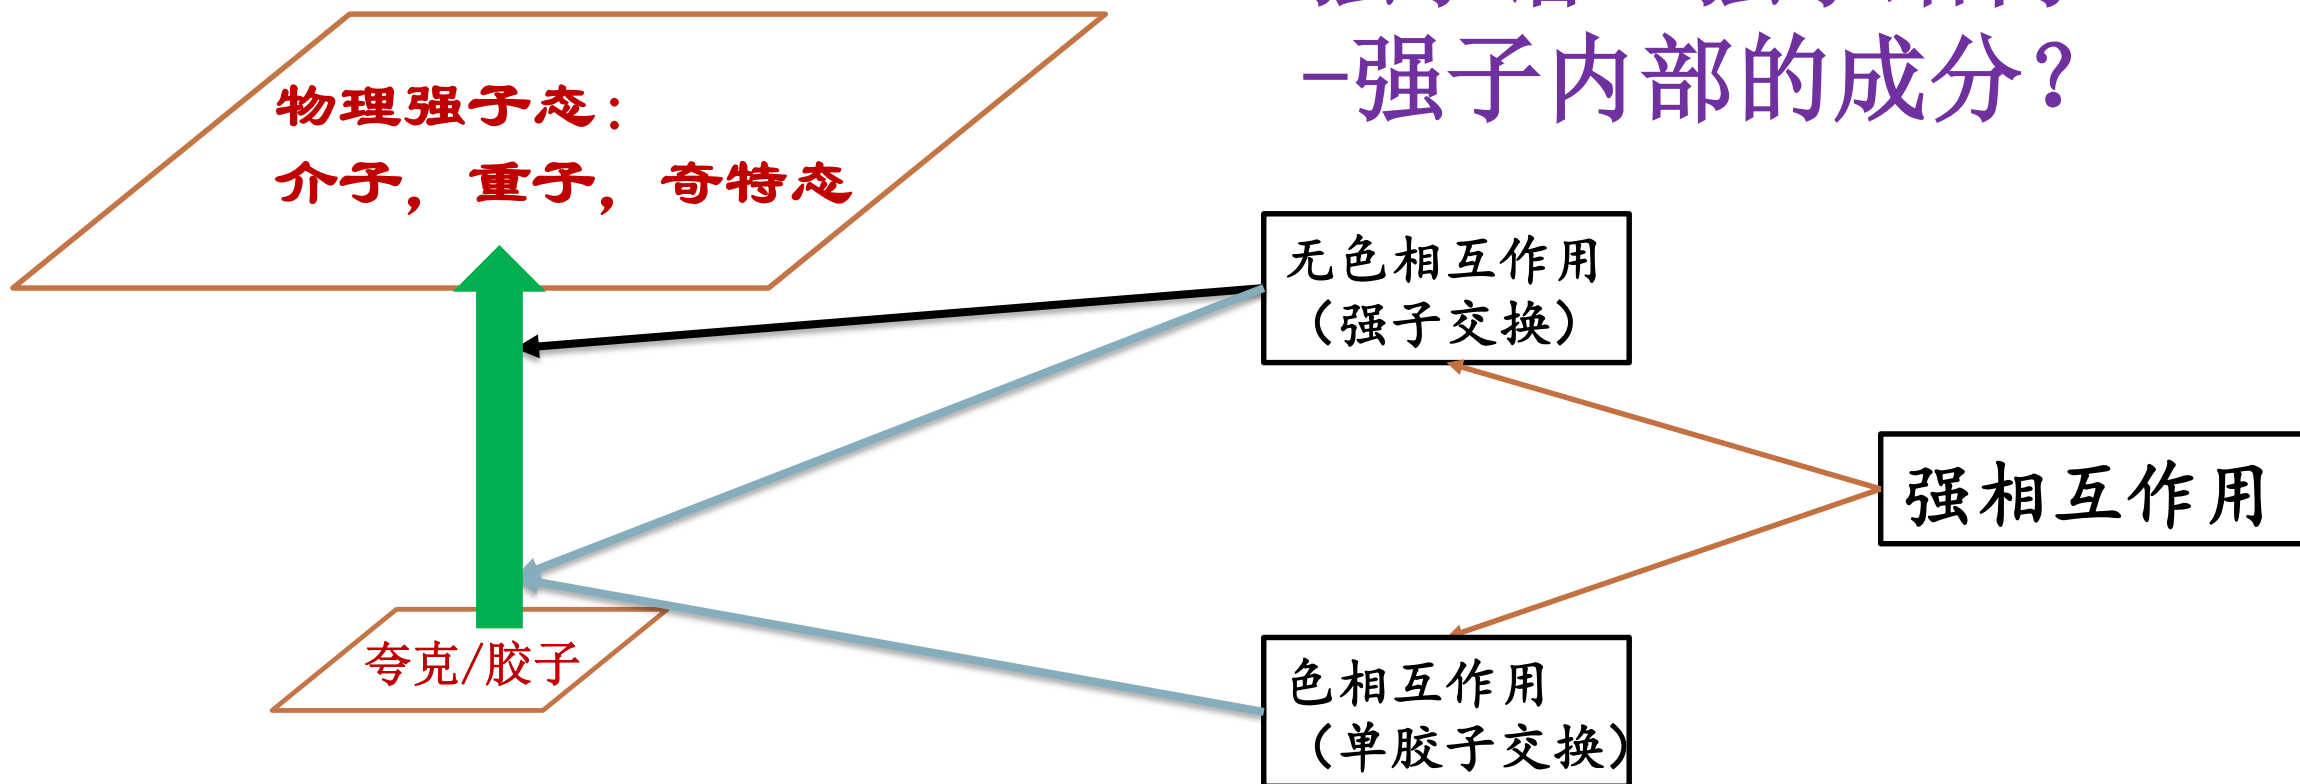 -强子内部的成分？
物理强子态：
介子，重子，奇特态
无色相互作用
（强子交换）
强相互作用
夸克/胶子
色相互作用
（单胶子交换）